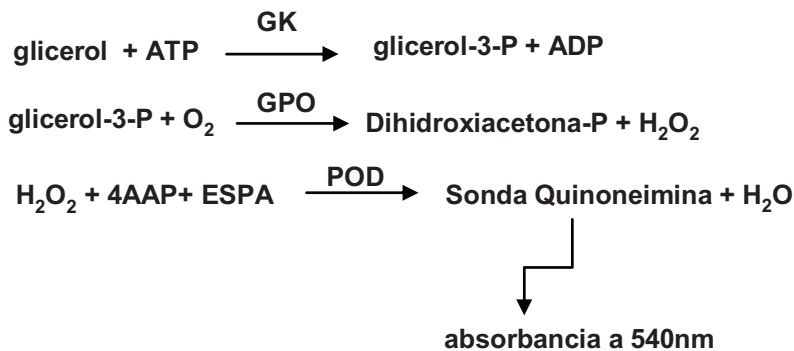 GK
glicerol + ATP → glicerol-3-P + ADP
GPO
glicerol-3-P + O₂ → Dihidroxiacetona-P + H₂O₂
POD
H₂O₂ + 4AAP+ ESPA → Sonda Quinoneimina + H₂O
absorbancia a 540nm